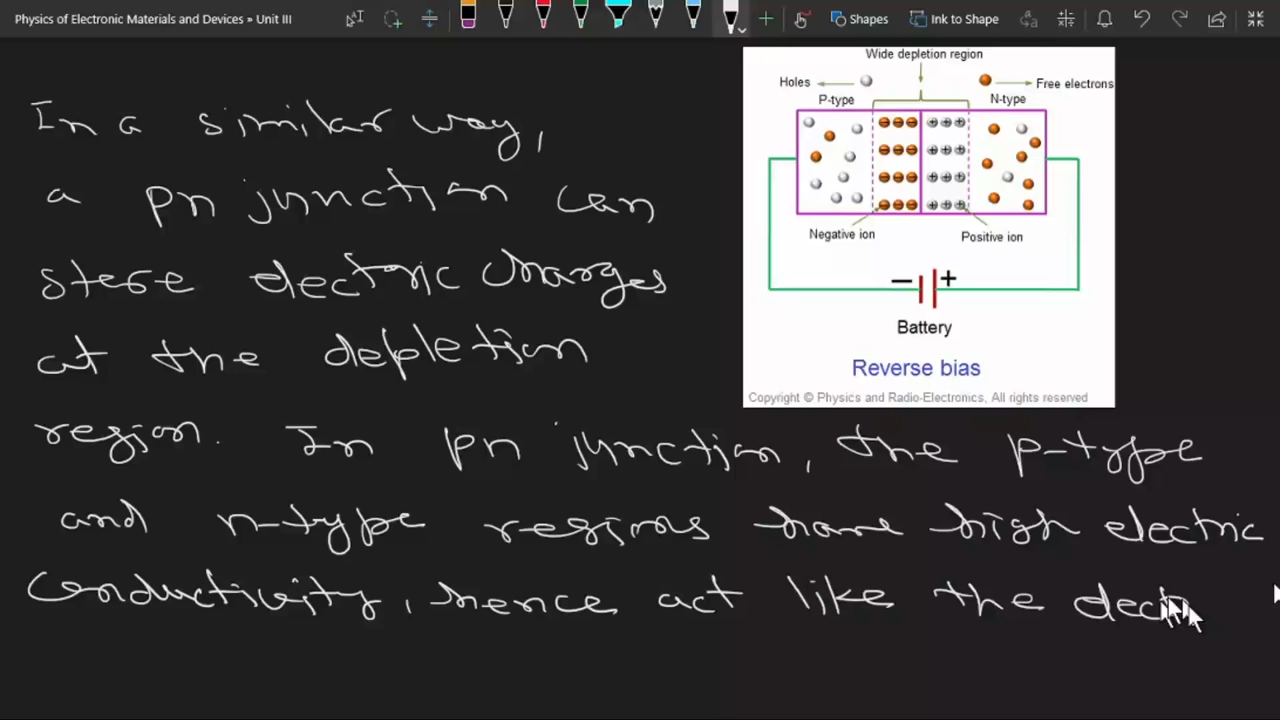 Physics of Electronic Materials and Devices » Unit III
Shapes
Ink to Shape
Wide depletion region
Holes
Free electrons
P-type
N-type
Negative ion
Positive ion
− +
Battery
Reverse bias
Copyright © Physics and Radio-Electronics, All rights reserved
In a similar way,
a pn junction can
store electric charges
at the depletion
region. In pn junction, the p-type
and n-type regions have high electric
conductivity, hence act like the